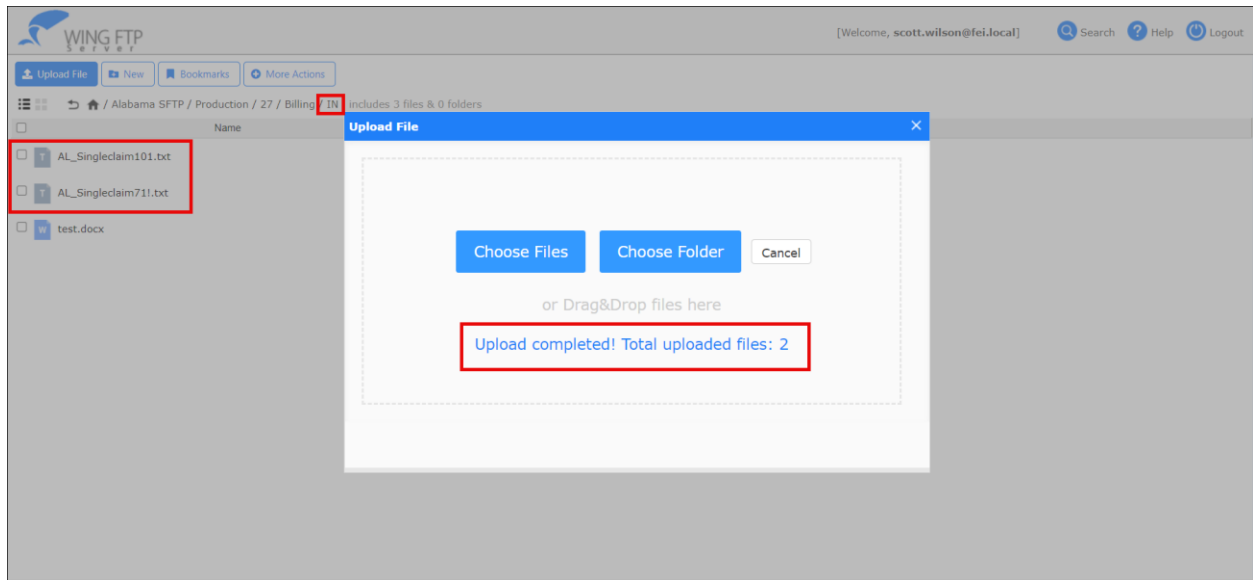 WING FTP
Server
[Welcome, scott.wilson@fei.local]
Search
Help
Logout
Upload File
New
Bookmarks
More Actions
/ Alabama SFTP / Production / 27 / Billing / IN includes 3 files & 0 folders
Name
AL_Singleclaim101.txt
AL_Singleclaim71!.txt
test.docx
Upload File
Choose Files
Choose Folder
Cancel
or Drag&Drop files here
Upload completed! Total uploaded files: 2